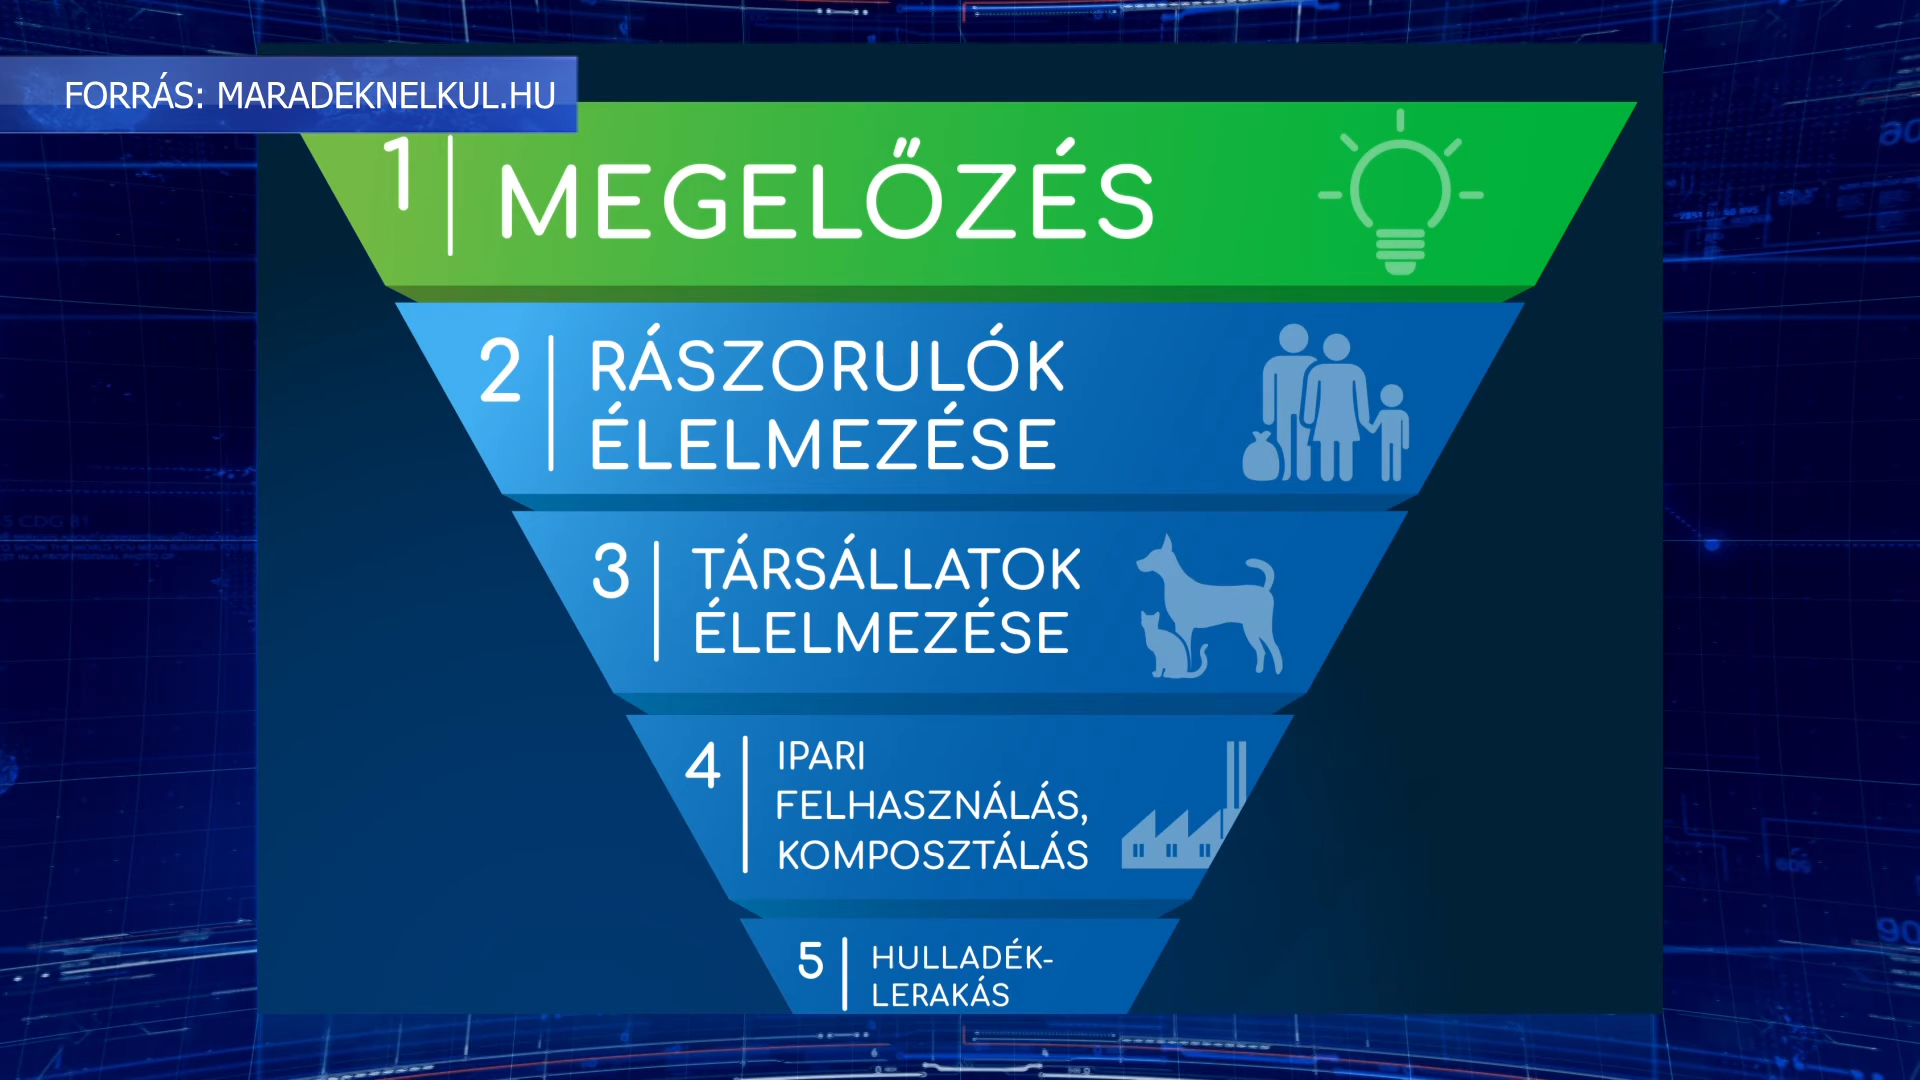 FORRÁS: MARADEKNELKUL.HU
1
MEGELŐZÉS
2
RÁSZORULÓK
ÉLELMEZÉSE
3
TÁRSÁLLATOK
ÉLELMEZÉSE
4
IPARI
FELHASZNÁLÁS,
KOMPOSZTÁLÁS
5
HULLADÉK-
LERAKÁS